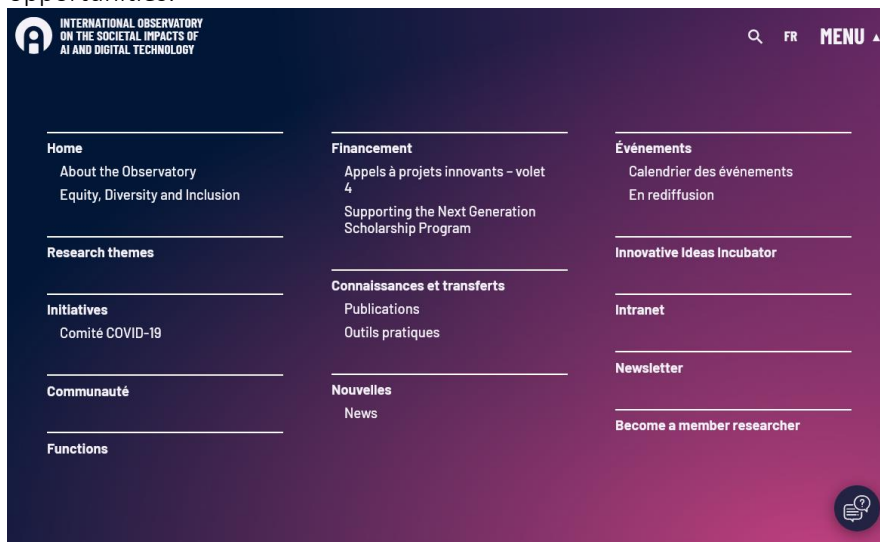 opportunities.
INTERNATIONAL OBSERVATORY
ON THE SOCIETAL IMPACTS OF
AI AND DIGITAL TECHNOLOGY
FR
MENU
Home
About the Observatory
Equity, Diversity and Inclusion
Research themes
Initiatives
Comité COVID-19
Communauté
Functions
Financement
Appels à projets innovants – volet
4
Supporting the Next Generation
Scholarship Program
Connaissances et transferts
Publications
Outils pratiques
Nouvelles
News
Événements
Calendrier des événements
En rediffusion
Innovative Ideas Incubator
Intranet
Newsletter
Become a member researcher